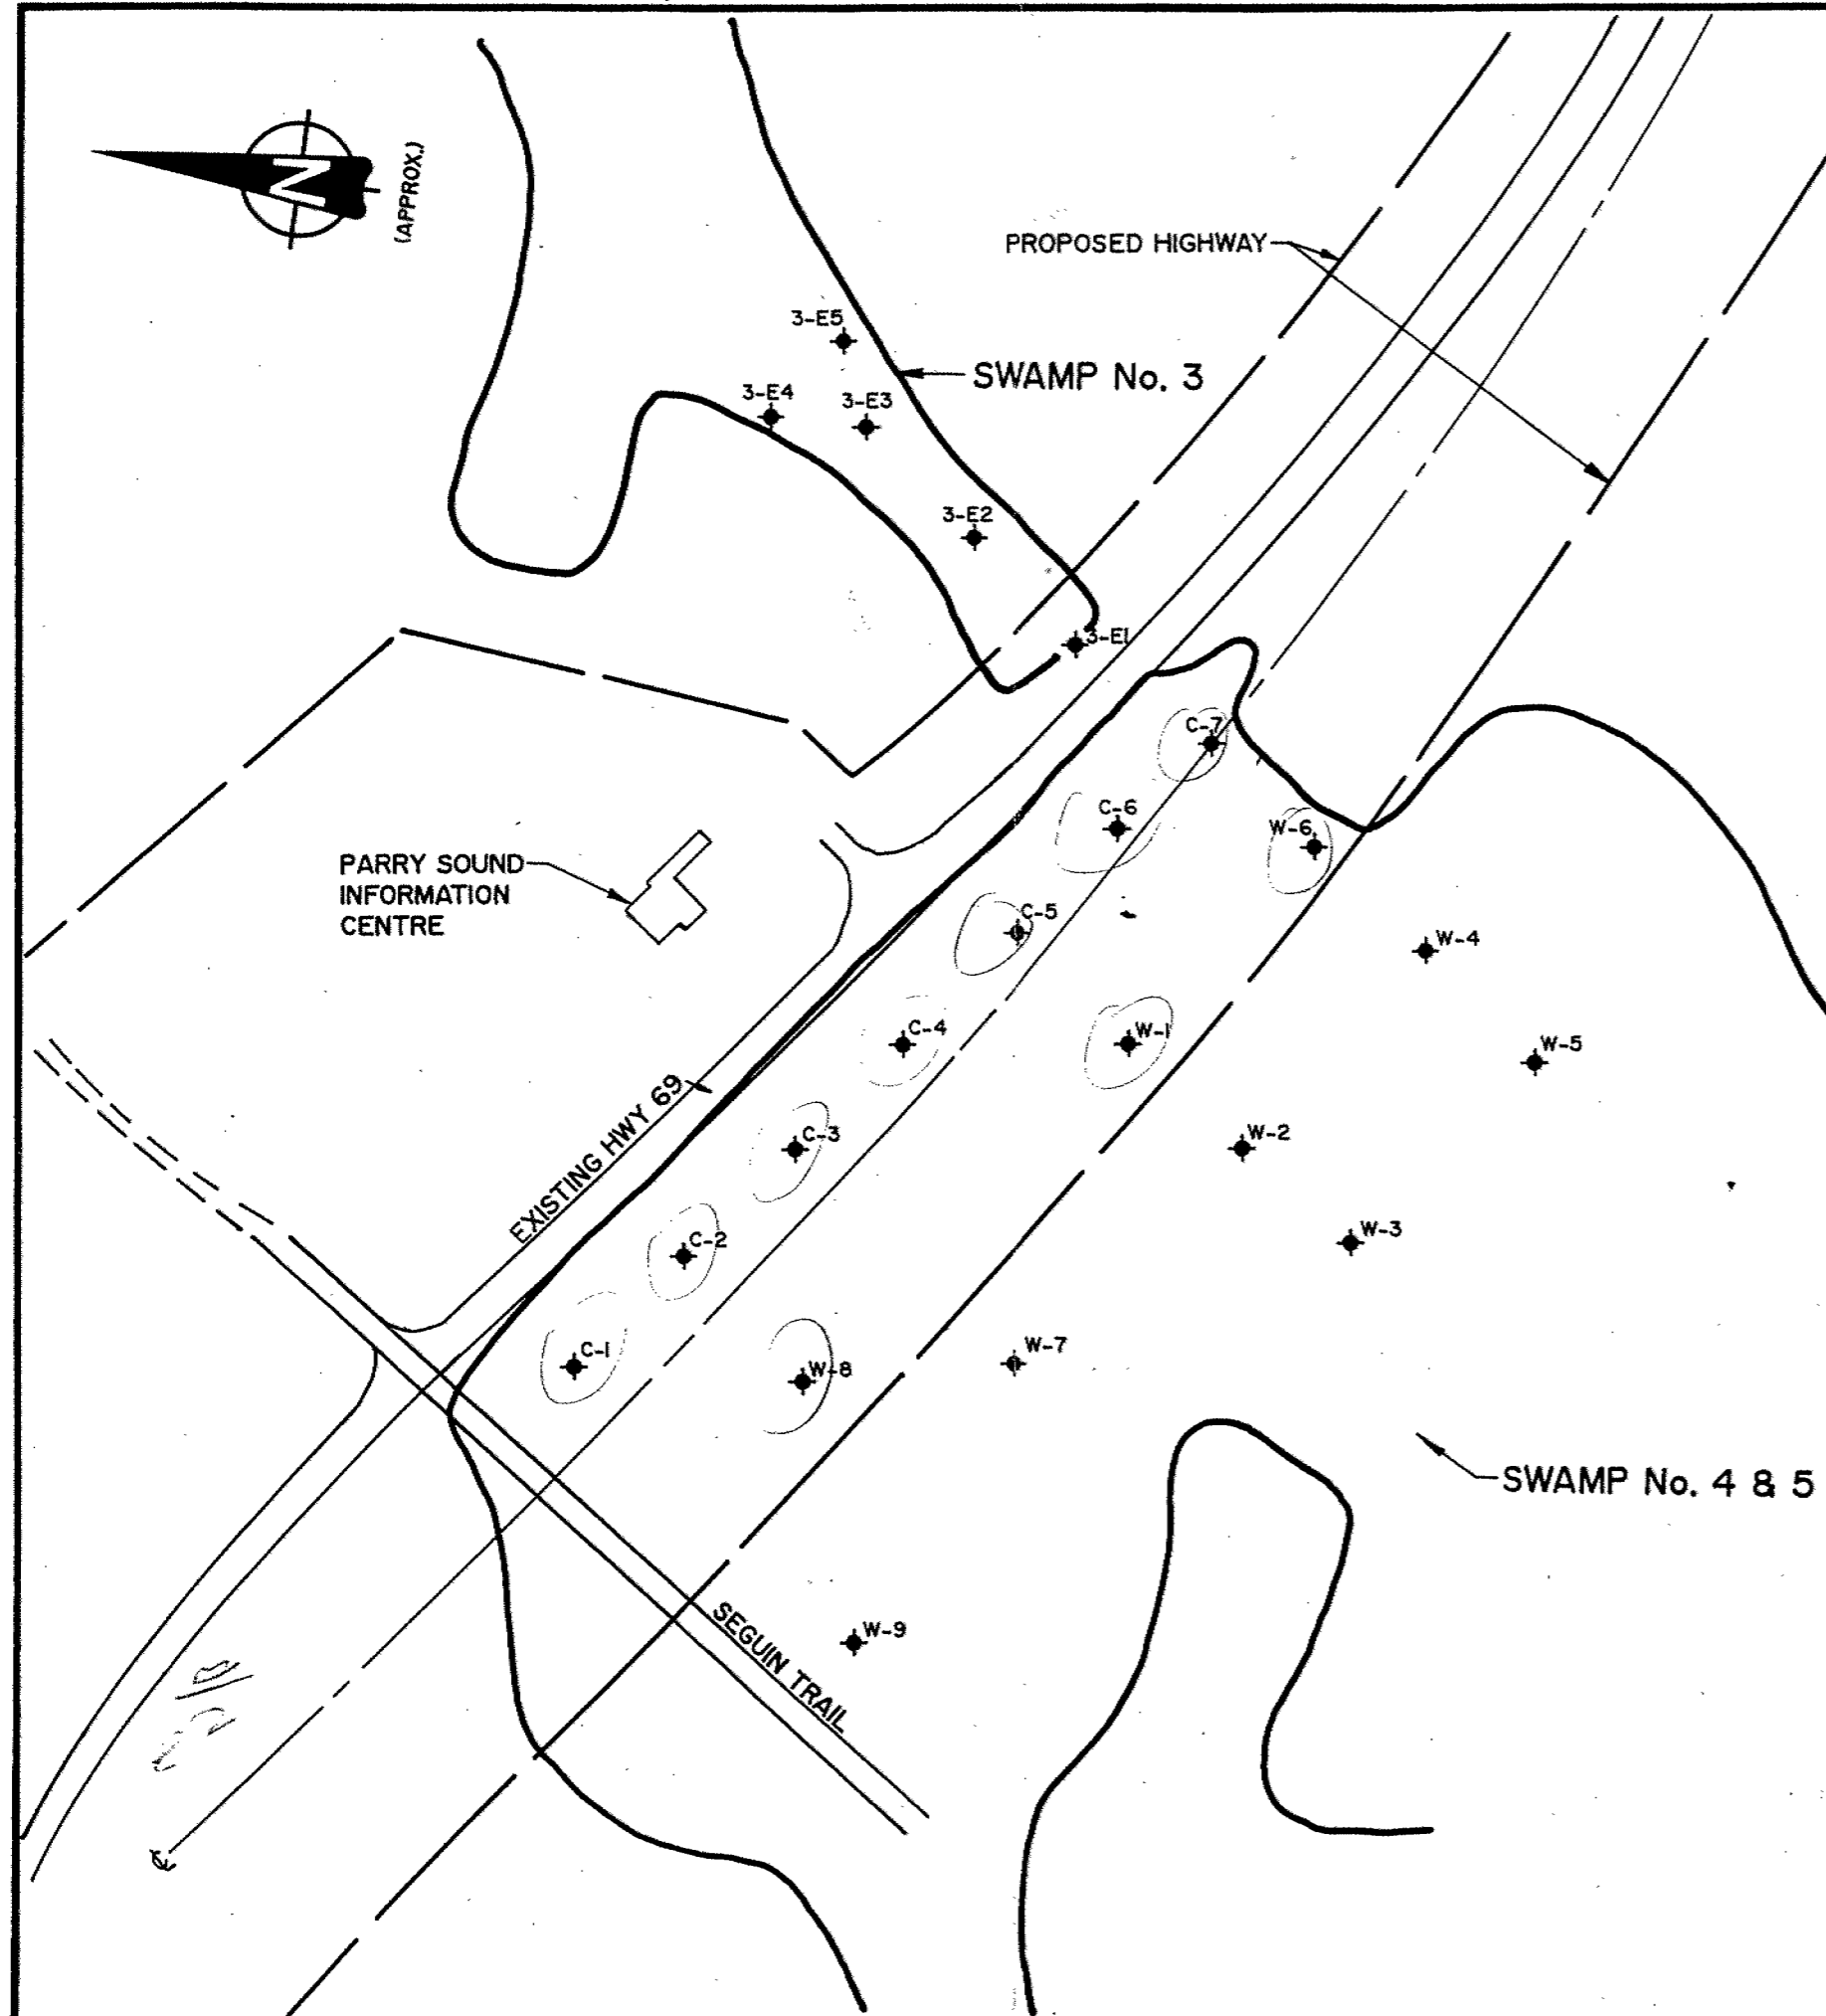 N
(APPROX.)
PROPOSED HIGHWAY
3-E5
SWAMP No. 3
3-E4
3-E3
3-E2
3-E1
C-7
C-6
W-6
PARRY SOUND
INFORMATION
CENTRE
C-5
W-4
C-4
W-1
W-5
EXISTING HWY 69
C-3
W-2
C-2
W-3
C-1
W-8
W-7
SWAMP No. 4 & 5
SEGUIN TRAIL
W-9
℄